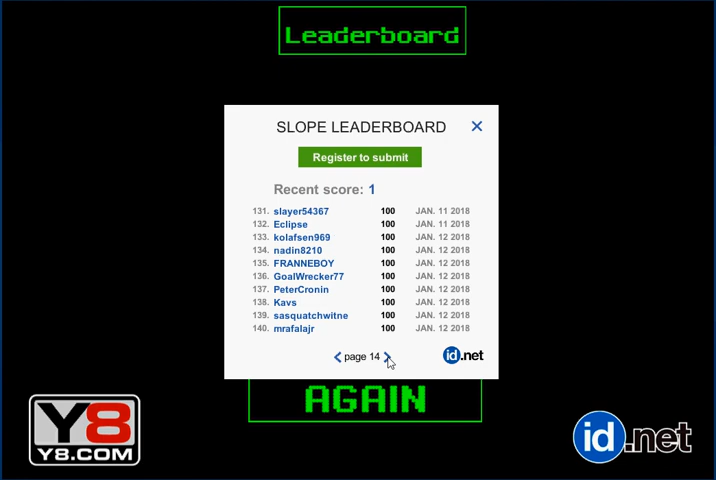 Leaderboard
SLOPE LEADERBOARD
Register to submit
Recent score: 1
131. slayer54367 100 JAN. 11 2018
132. Eclipse 100 JAN. 11 2018
133. kolafsen969 100 JAN. 12 2018
134. nadin8210 100 JAN. 12 2018
135. FRANNEBOY 100 JAN. 12 2018
136. GoalWrecker77 100 JAN. 12 2018
137. PeterCronin 100 JAN. 12 2018
138. Kavs 100 JAN. 12 2018
139. sasquatchwitne 100 JAN. 12 2018
140. mrafalajr 100 JAN. 12 2018
page 14
id.net
AGAIN
Y8
Y8.COM
id.net